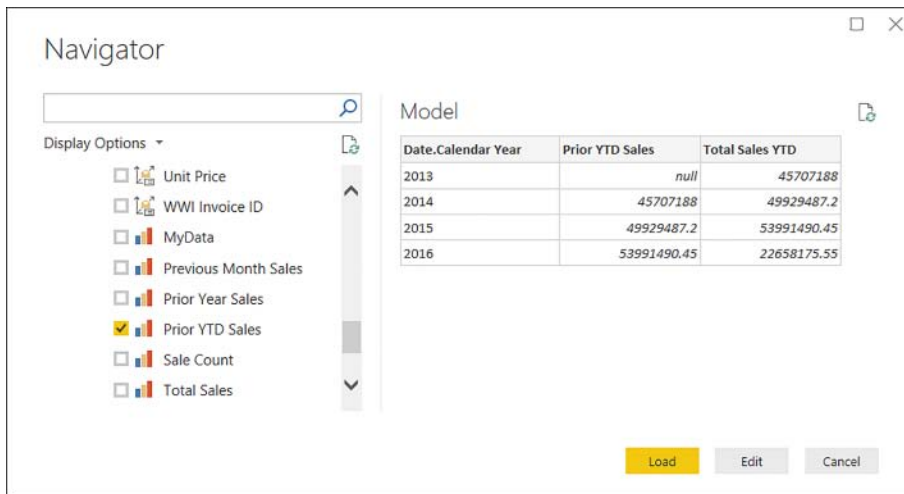 Navigator
Display Options
Unit Price
WWI Invoice ID
MyData
Previous Month Sales
Prior Year Sales
Prior YTD Sales
Sale Count
Total Sales
Model
Date.Calendar Year Prior YTD Sales Total Sales YTD
2013 null 45707188
2014 45707188 49929487.2
2015 49929487.2 53991490.45
2016 53991490.45 22658175.55
Load Edit Cancel